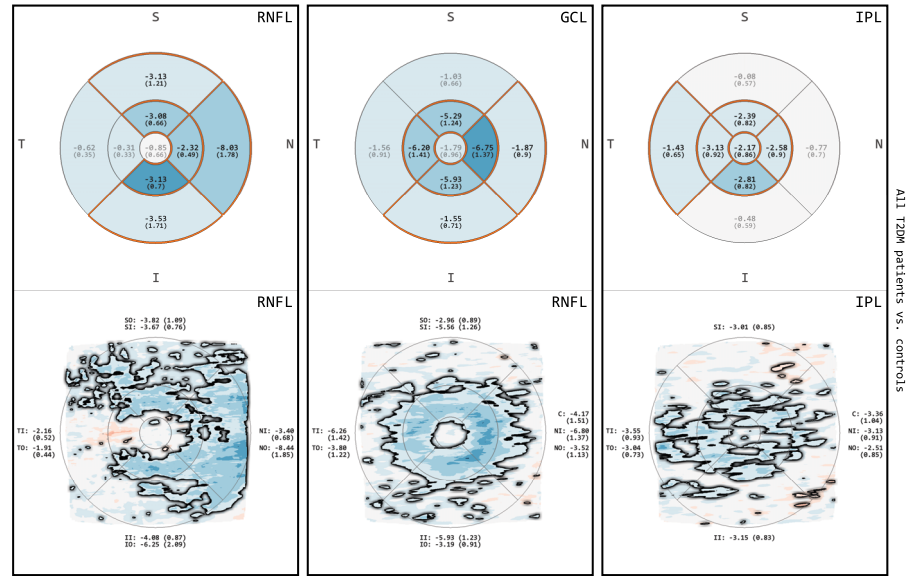 RNFL
S
-3.13
(1.21)
-3.08
(0.66)
T
-0.62
(0.35)
-0.31
(0.33)
-0.85
(0.66)
-2.32
(0.49)
-8.03
(1.78)
N
-3.13
(0.7)
-3.53
(1.71)
I
GCL
S
-1.03
(0.66)
-5.29
(1.24)
T
-1.56
(0.91)
-6.20
(1.41)
-1.79
(0.96)
-6.75
(1.37)
-1.87
(0.9)
N
-5.93
(1.23)
-1.55
(0.71)
I
IPL
S
-0.08
(0.57)
-2.39
(0.82)
T
-1.43
(0.65)
-3.13
(0.92)
-2.17
(0.86)
-2.58
(0.9)
-0.77
(0.7)
N
-2.81
(0.82)
-0.48
(0.59)
I
RNFL
SO: -3.82 (1.09)
SI: -3.67 (0.76)
TI: -2.16
(0.52)
TO: -1.91
(0.44)
NI: -3.40
(0.68)
NO: -8.44
(1.85)
II: -4.08 (0.87)
IO: -6.25 (2.09)
RNFL
SO: -2.96 (0.89)
SI: -5.56 (1.26)
TI: -6.26
(1.42)
TO: -3.80
(1.22)
C: -4.17
(1.51)
NI: -6.80
(1.37)
NO: -3.52
(1.13)
II: -5.93 (1.23)
IO: -3.19 (0.91)
IPL
SI: -3.01 (0.85)
TI: -3.55
(0.93)
TO: -3.04
(0.73)
C: -3.36
(1.04)
NI: -3.13
(0.91)
NO: -2.51
(0.85)
II: -3.15 (0.83)
All T2DM patients vs. controls